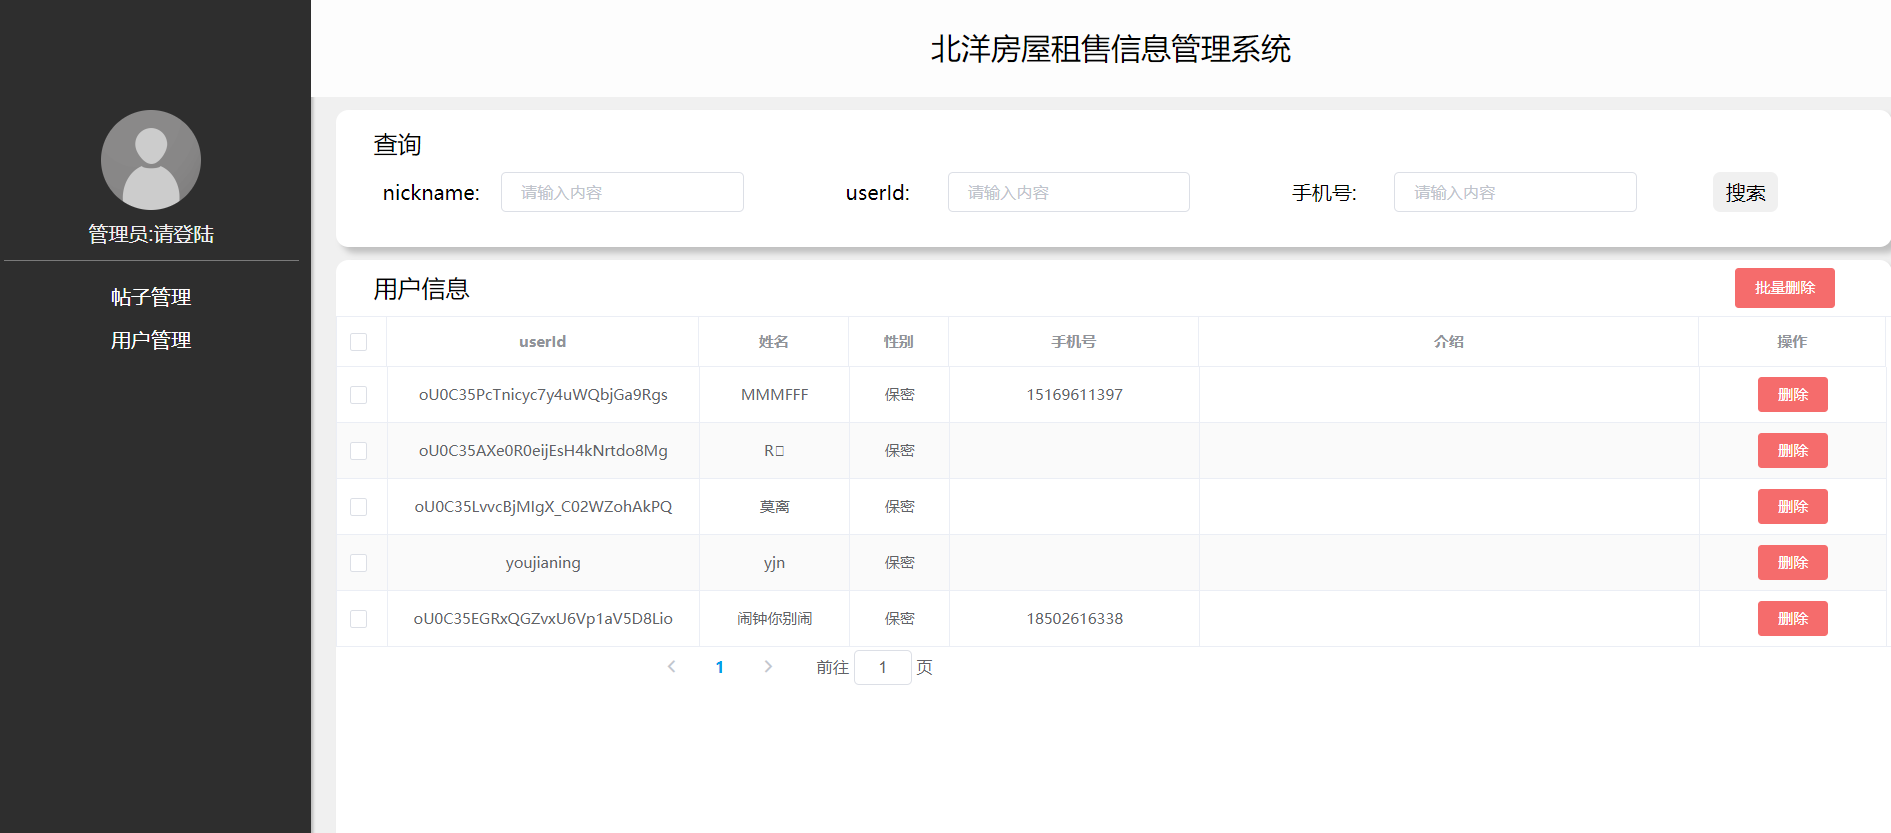 北洋房屋租售信息管理系统
管理员:请登陆
帖子管理
用户管理
查询
nickname: 请输入内容 userId: 请输入内容 手机号: 请输入内容 搜索
用户信息 批量删除
userId 姓名 性别 手机号 介绍 操作
oU0C35PcTnicyc7y4uWQbjGa9Rgs MMMFFF 保密 15169611397 删除
oU0C35AXe0R0eijEsH4kNrtdo8Mg R 保密 删除
oU0C35LvvcBjMIgX_C02WZohAkPQ 莫离 保密 删除
youjianing yjn 保密 删除
oU0C35EGRxQGZvxU6Vp1aV5D8Lio 闹钟你别闹 保密 18502616338 删除
1 前往 1 页